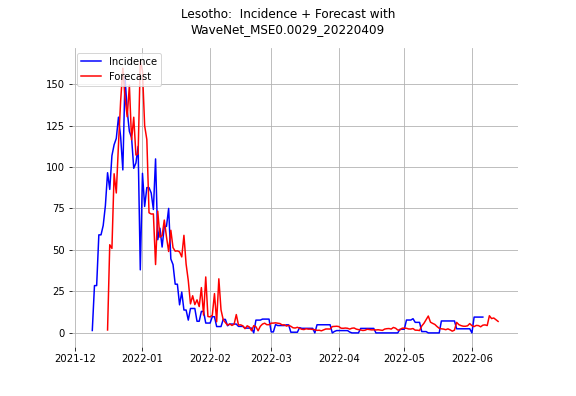 Lesotho:  Incidence + Forecast with
WaveNet_MSE0.0029_20220409
Incidence
Forecast
150
125
100
75
50
25
0
2021-12 2022-01 2022-02 2022-03 2022-04 2022-05 2022-06